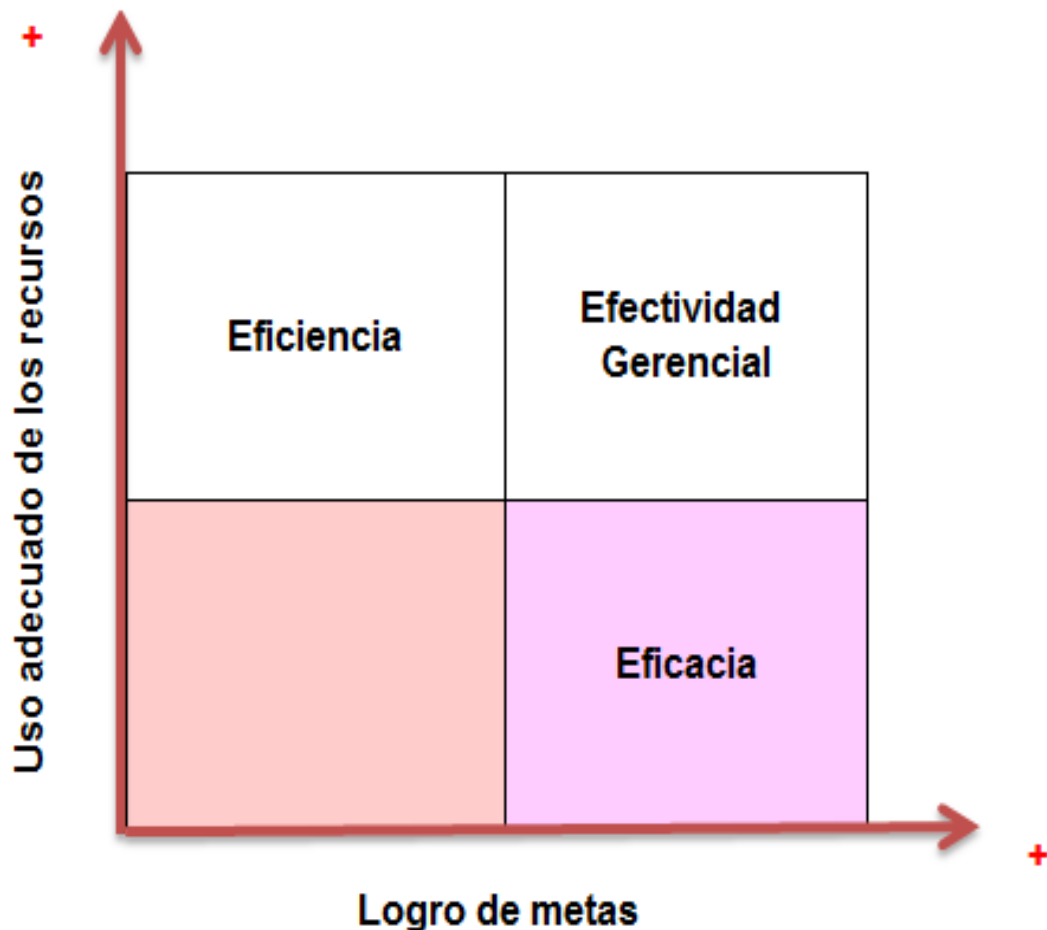 +
Uso adecuado de los recursos
Eficiencia
Efectividad
Gerencial
Eficacia
+
Logro de metas